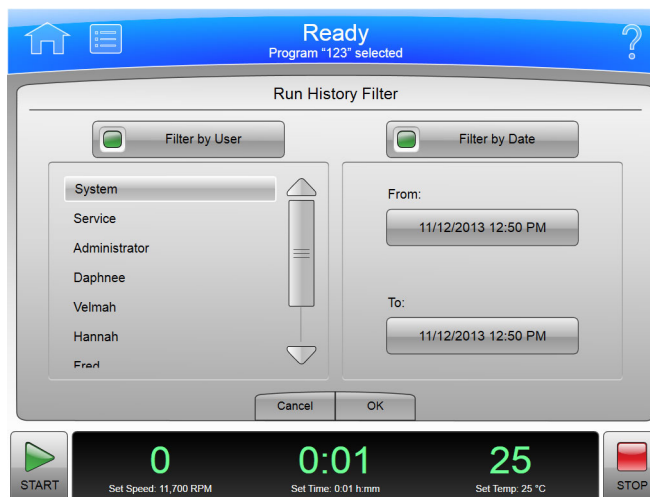 Ready
Program "123" selected
?
Run History Filter
Filter by User
Filter by Date
System
Service
Administrator
Daphnee
Velmah
Hannah
Fred
From:
11/12/2013 12:50 PM
To:
11/12/2013 12:50 PM
Cancel
OK
START
0
Set Speed: 11,700 RPM
0:01
Set Time: 0:01 h:mm
25
Set Temp: 25 °C
STOP